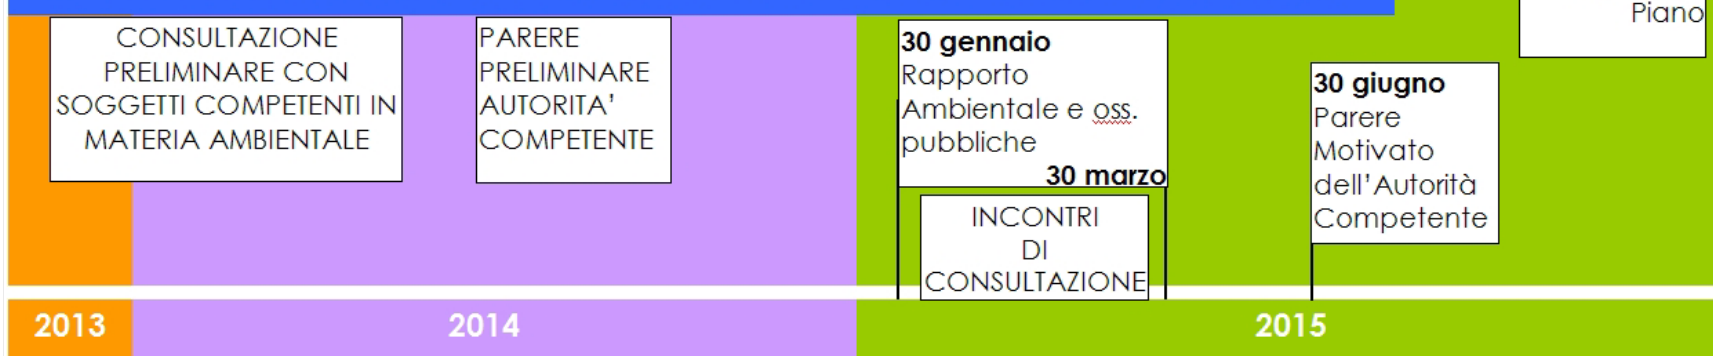 CONSULTAZIONE
PRELIMINARE CON
SOGGETTI COMPETENTI IN
MATERIA AMBIENTALE
PARERE
PRELIMINARE
AUTORITA’
COMPETENTE
30 gennaio
Rapporto
Ambientale e oss.
pubbliche
30 marzo
INCONTRI
DI
CONSULTAZIONE
30 giugno
Parere
Motivato
dell’Autorità
Competente
Piano
2013
2014
2015